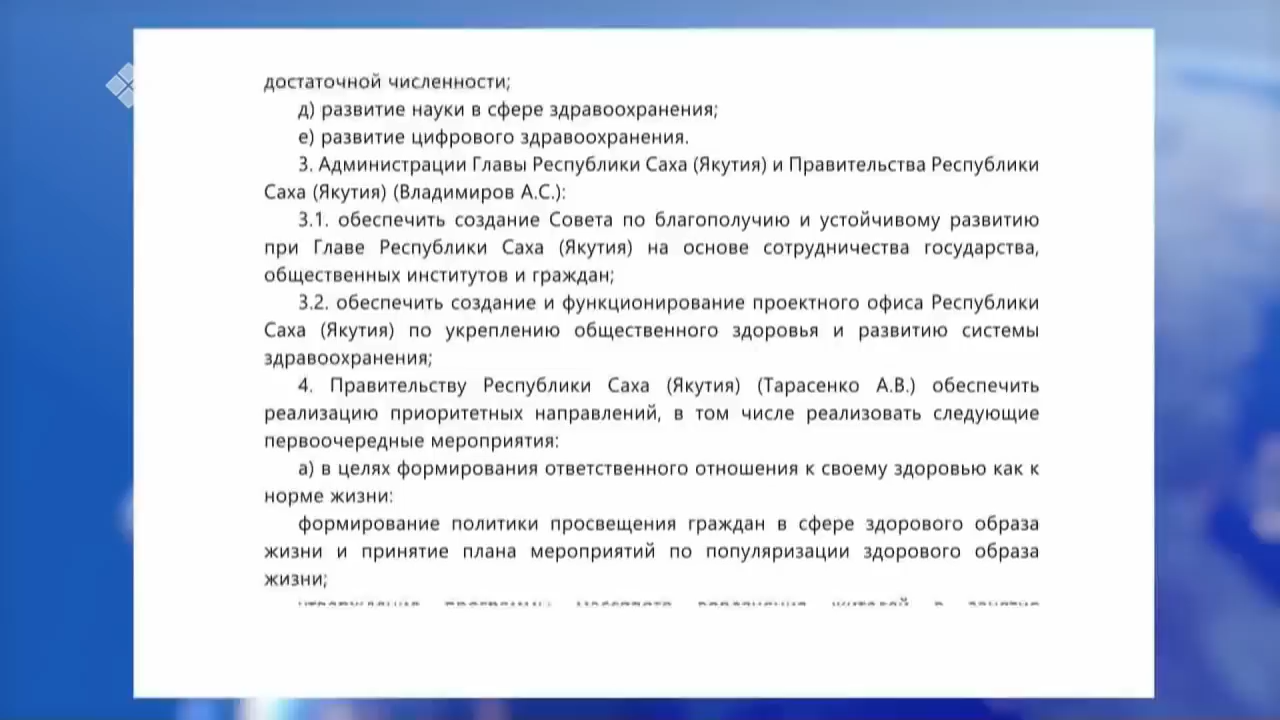 достаточной численности;
д) развитие науки в сфере здравоохранения;
е) развитие цифрового здравоохранения.
3. Администрации Главы Республики Саха (Якутия) и Правительства Республики
Саха (Якутия) (Владимиров А.С.):
3.1. обеспечить создание Совета по благополучию и устойчивому развитию
при Главе Республики Саха (Якутия) на основе сотрудничества государства,
общественных институтов и граждан;
3.2. обеспечить создание и функционирование проектного офиса Республики
Саха (Якутия) по укреплению общественного здоровья и развитию системы
здравоохранения;
4. Правительству Республики Саха (Якутия) (Тарасенко А.В.) обеспечить
реализацию приоритетных направлений, в том числе реализовать следующие
первоочередные мероприятия:
а) в целях формирования ответственного отношения к своему здоровью как к
норме жизни:
формирование политики просвещения граждан в сфере здорового образа
жизни и принятие плана мероприятий по популяризации здорового образа
жизни;